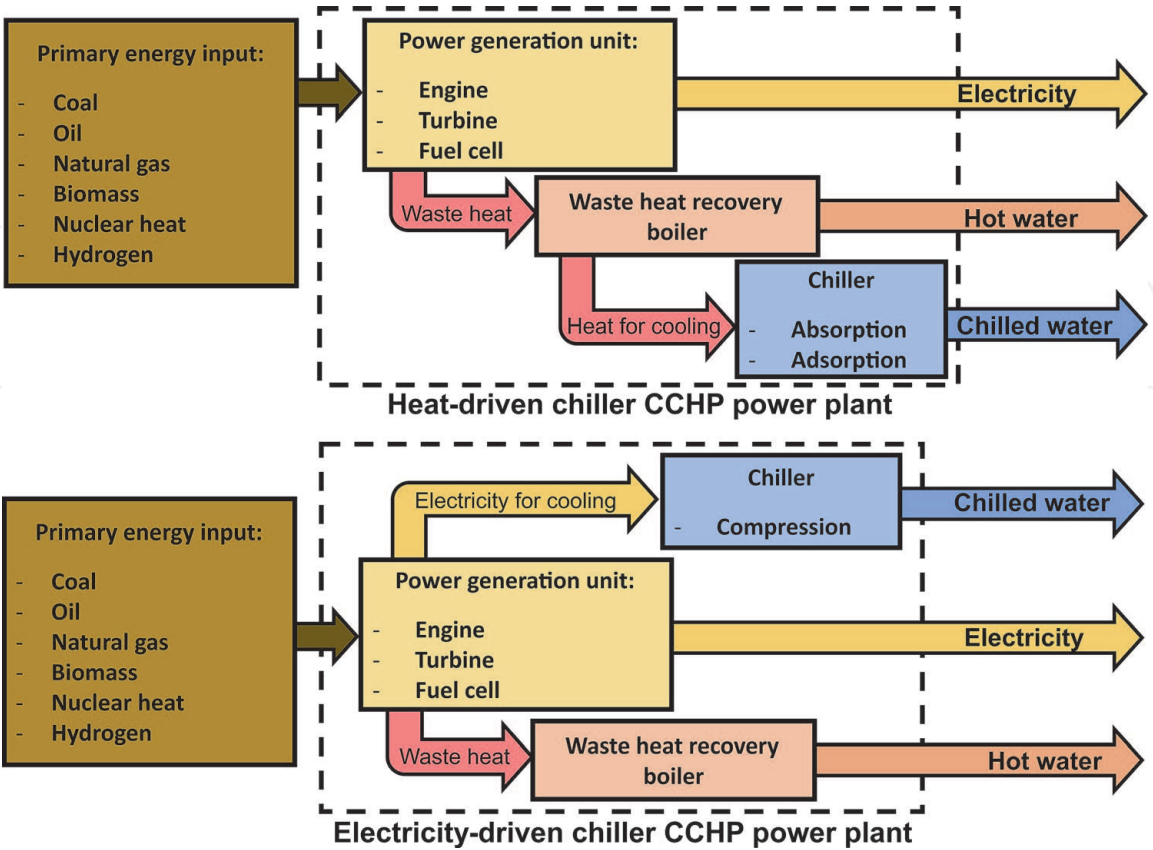 Primary energy input:
- Coal
- Oil
- Natural gas
- Biomass
- Nuclear heat
- Hydrogen
Power generation unit:
- Engine
- Turbine
- Fuel cell
Electricity
Waste heat
Waste heat recovery
boiler
Hot water
Heat for cooling
Chiller
- Absorption
- Adsorption
Chilled water
Heat-driven chiller CCHP power plant
Primary energy input:
- Coal
- Oil
- Natural gas
- Biomass
- Nuclear heat
- Hydrogen
Electricity for cooling
Chiller
- Compression
Chilled water
Power generation unit:
- Engine
- Turbine
- Fuel cell
Electricity
Waste heat
Waste heat recovery
boiler
Hot water
Electricity-driven chiller CCHP power plant